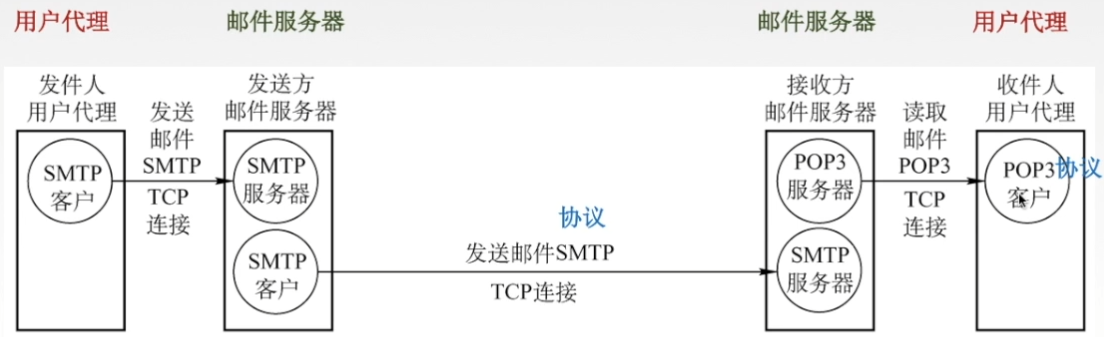 用户代理
邮件服务器
邮件服务器
用户代理
发件人
用户代理
发送
邮件
SMTP
TCP
连接
发送方
邮件服务器
接收方
邮件服务器
读取
邮件
POP3
TCP
连接
收件人
用户代理
SMTP
客户
SMTP
服务器
SMTP
客户
协议
发送邮件SMTP
TCP连接
POP3
服务器
SMTP
服务器
POP3
客户
协议